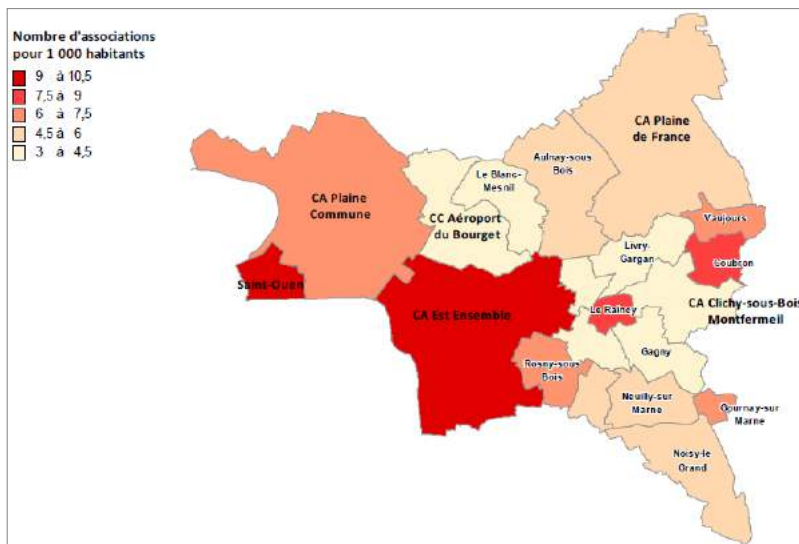 Nombre d'associations
pour 1 000 habitants
9 à 10,5
7,5 à 9
6 à 7,5
4,5 à 6
3 à 4,5
CA Plaine
de France
Aulnay-sous
Bois
Le Blanc-
Mesnil
CA Plaine
Commune
CC Aéroport
du Bourget
Vaujours
Livry-
Gargan
Coubron
Saint-Ouen
CA Est Ensemble
Le Rainey
CA Clichy-sous-Bois
Montfermeil
Gagny
Rosny-sous
Bois
Neuilly-sur
Marne
Gournay-sur
Marne
Noisy-le
Grand